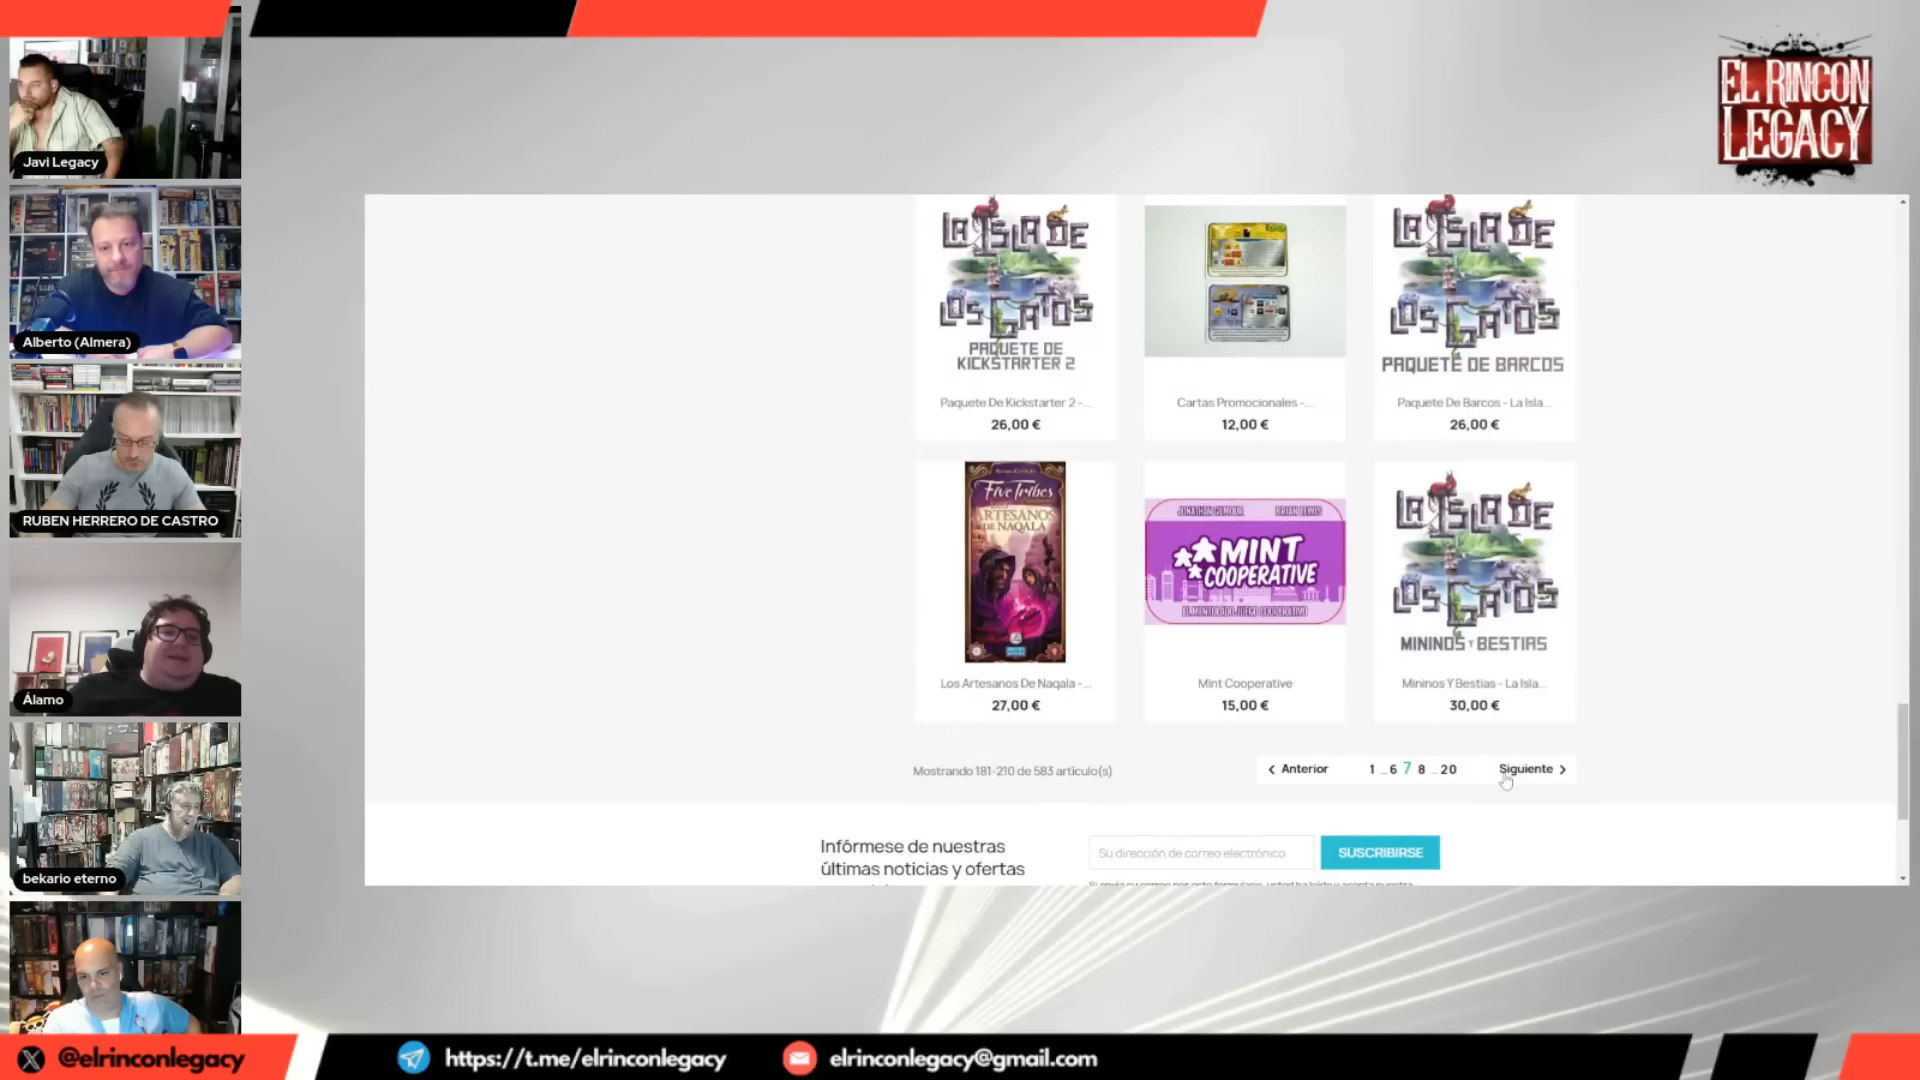 Javi Legacy
Alberto (Almera)
RUBEN HERRERO DE CASTRO
Álamo
bekario eterno
EL RINCON
LEGACY
LA ISLA DE
LOS GATOS
PAQUETE DE
KICKSTARTER 2
Paquete De Kickstarter 2 -...
26,00 €
Cartas Promocionales -...
12,00 €
LA ISLA DE
LOS GATOS
PAQUETE DE BARCOS
Paquete De Barcos - La Isla...
26,00 €
Five Tribes
ARTESANOS
DE NAQALA
Los Artesanos De Naqala -...
27,00 €
JONATHAN GILMOUR
BRIAN LEWIS
MINT
COOPERATIVE
Mint Cooperative
15,00 €
LA ISLA DE
LOS GATOS
MININOS Y BESTIAS
Mininos Y Bestias - La Isla...
30,00 €
Mostrando 181-210 de 583 artículo(s)
Anterior
1 ... 6 7 8 ... 20
Siguiente
Infórmese de nuestras
últimas noticias y ofertas
Su dirección de correo electrónico
SUSCRIBIRSE
@elrinconlegacy
https://t.me/elrinconlegacy
elrinconlegacy@gmail.com